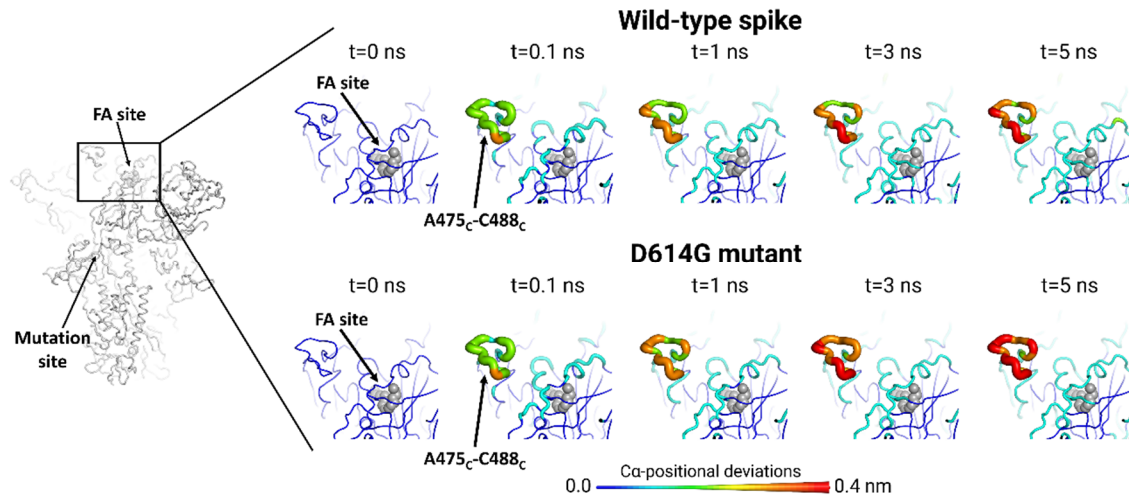 Wild-type spike
t=0 ns
t=0.1 ns
t=1 ns
t=3 ns
t=5 ns
FA site
FA site
A475C-C488C
Mutation
site
D614G mutant
t=0 ns
t=0.1 ns
t=1 ns
t=3 ns
t=5 ns
FA site
A475C-C488C
Cα-positional deviations
0.0
0.4 nm